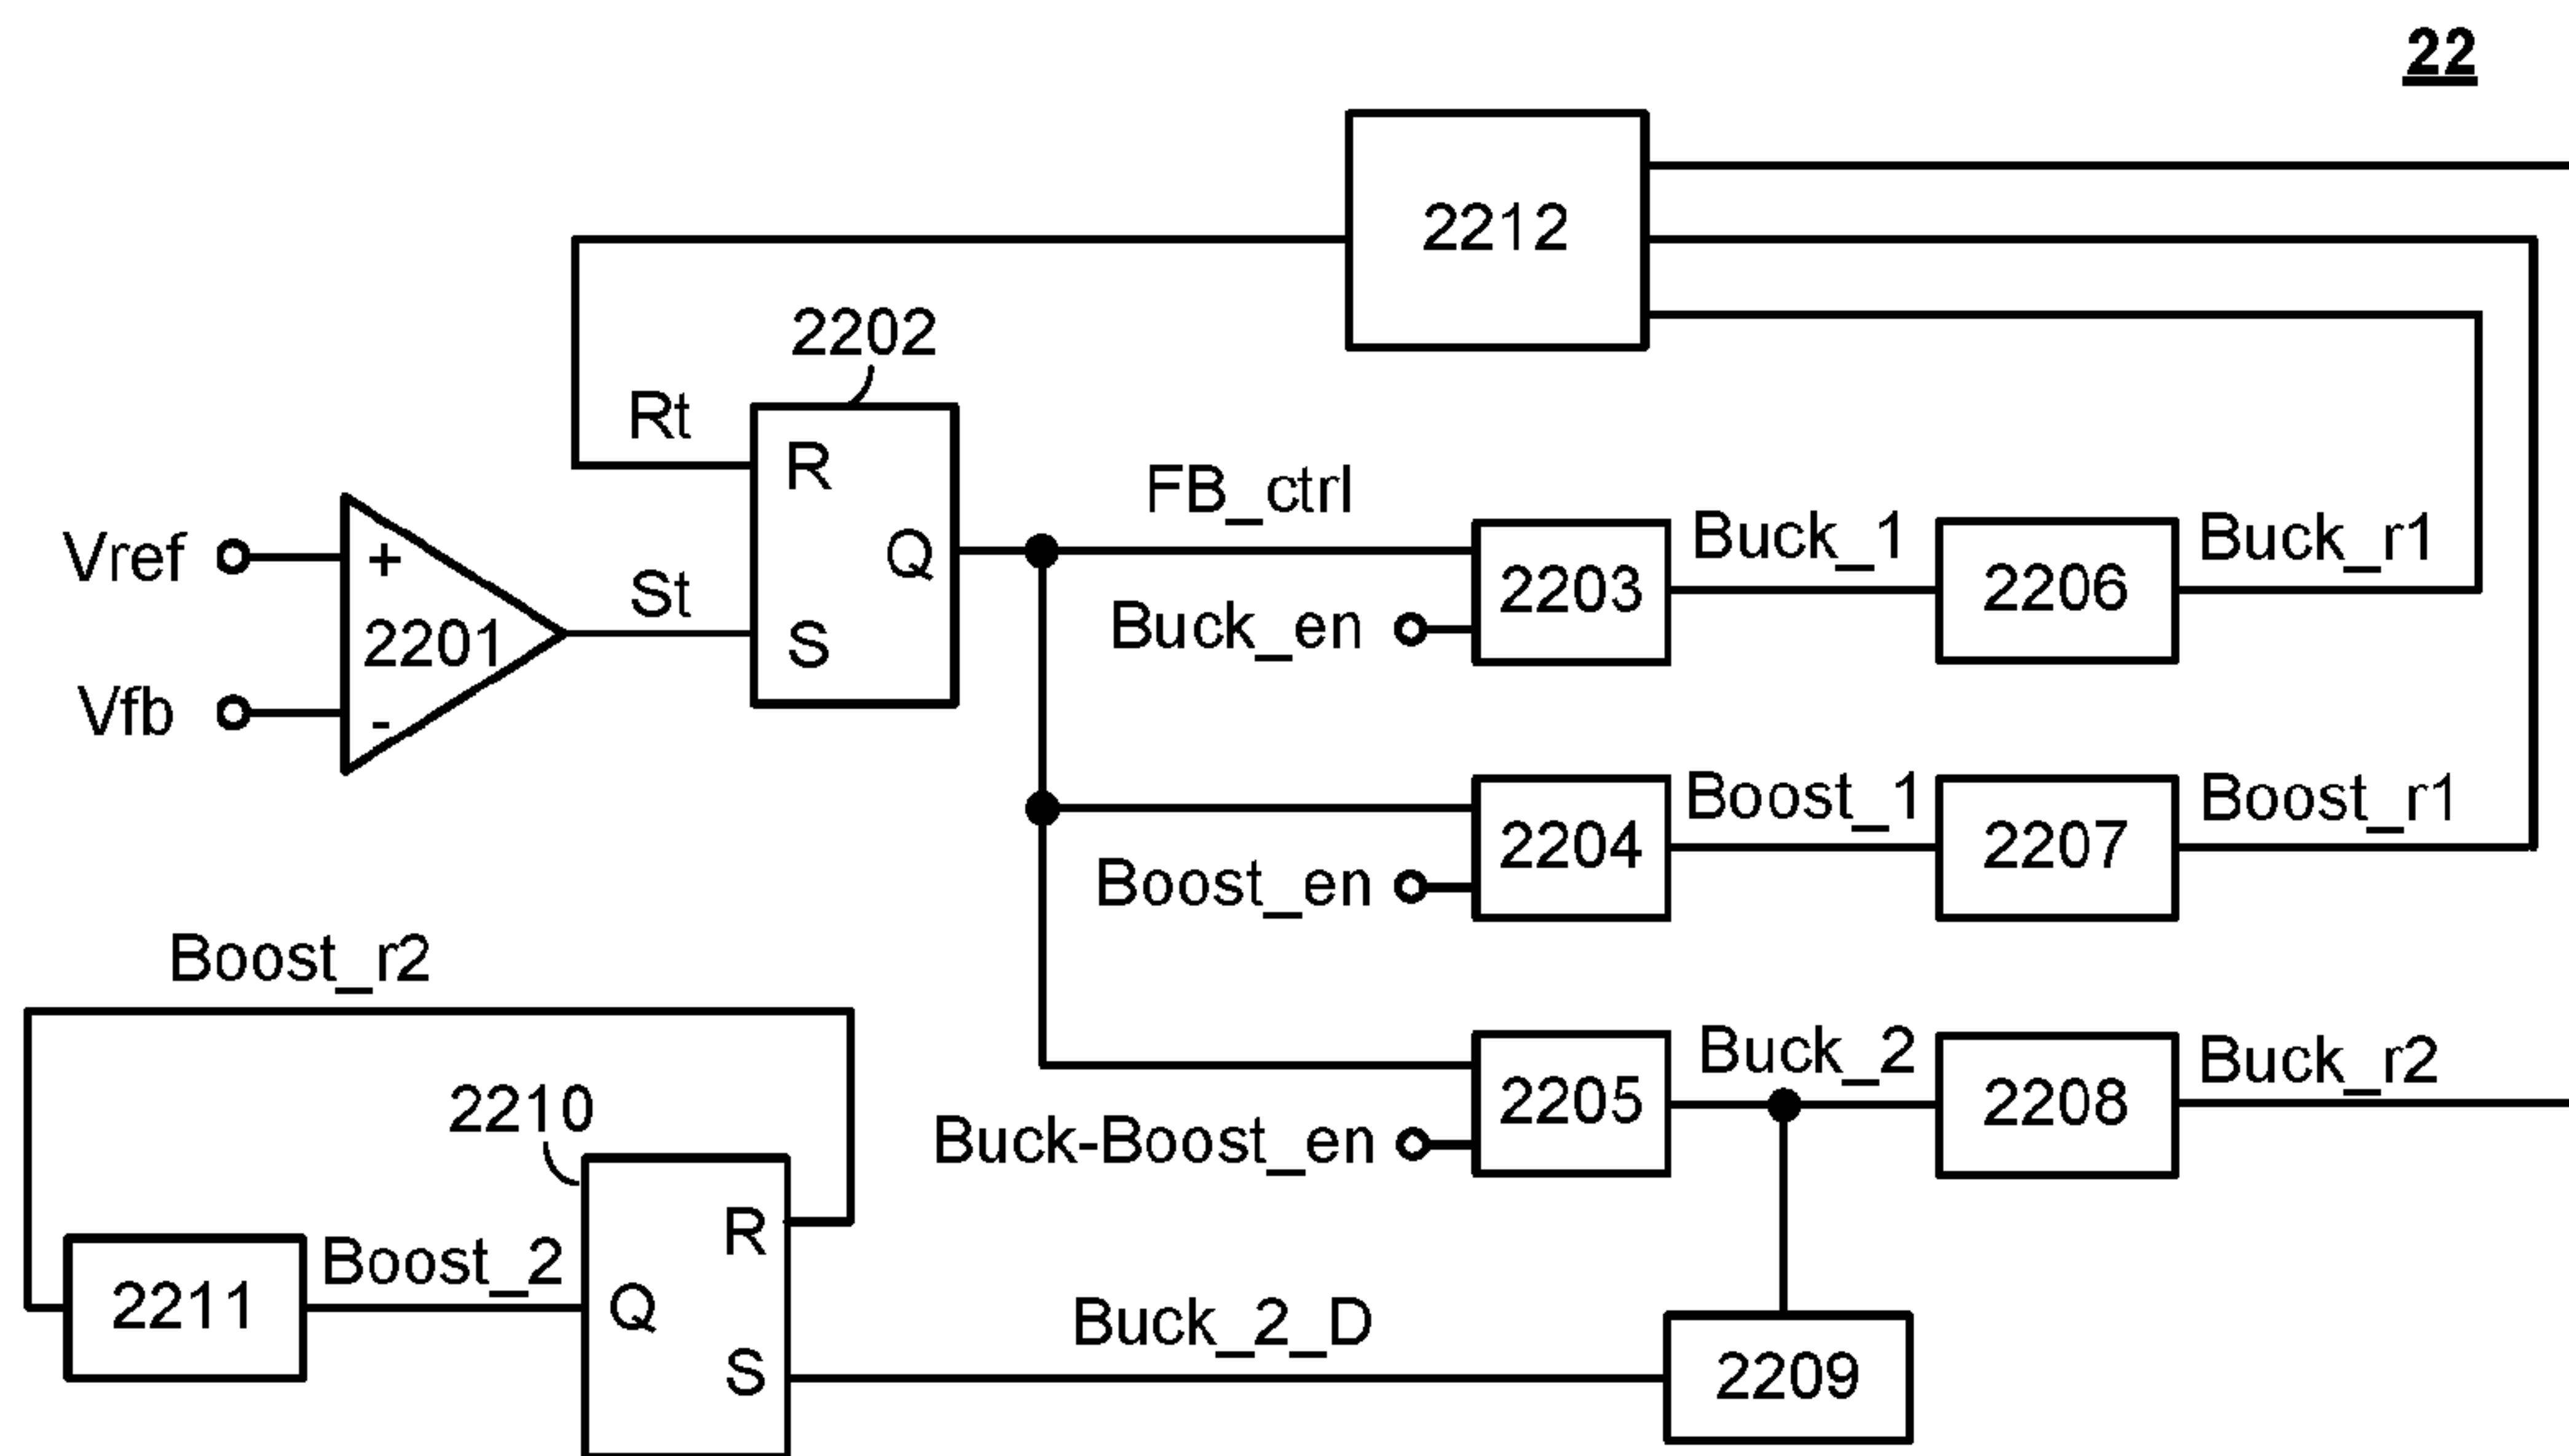 22
2212
2202
Rt
R
FB_ctrl
Vref
+
Q
Buck_1
Buck_r1
2203
2206
St
2201
Buck_en
S
Vfb
-
Boost_1
Boost_r1
2204
2207
Boost_en
Boost_r2
Buck_2
Buck_r2
2210
2205
2208
Buck-Boost_en
R
Boost_2
2211
Q
Buck_2_D
S
2209